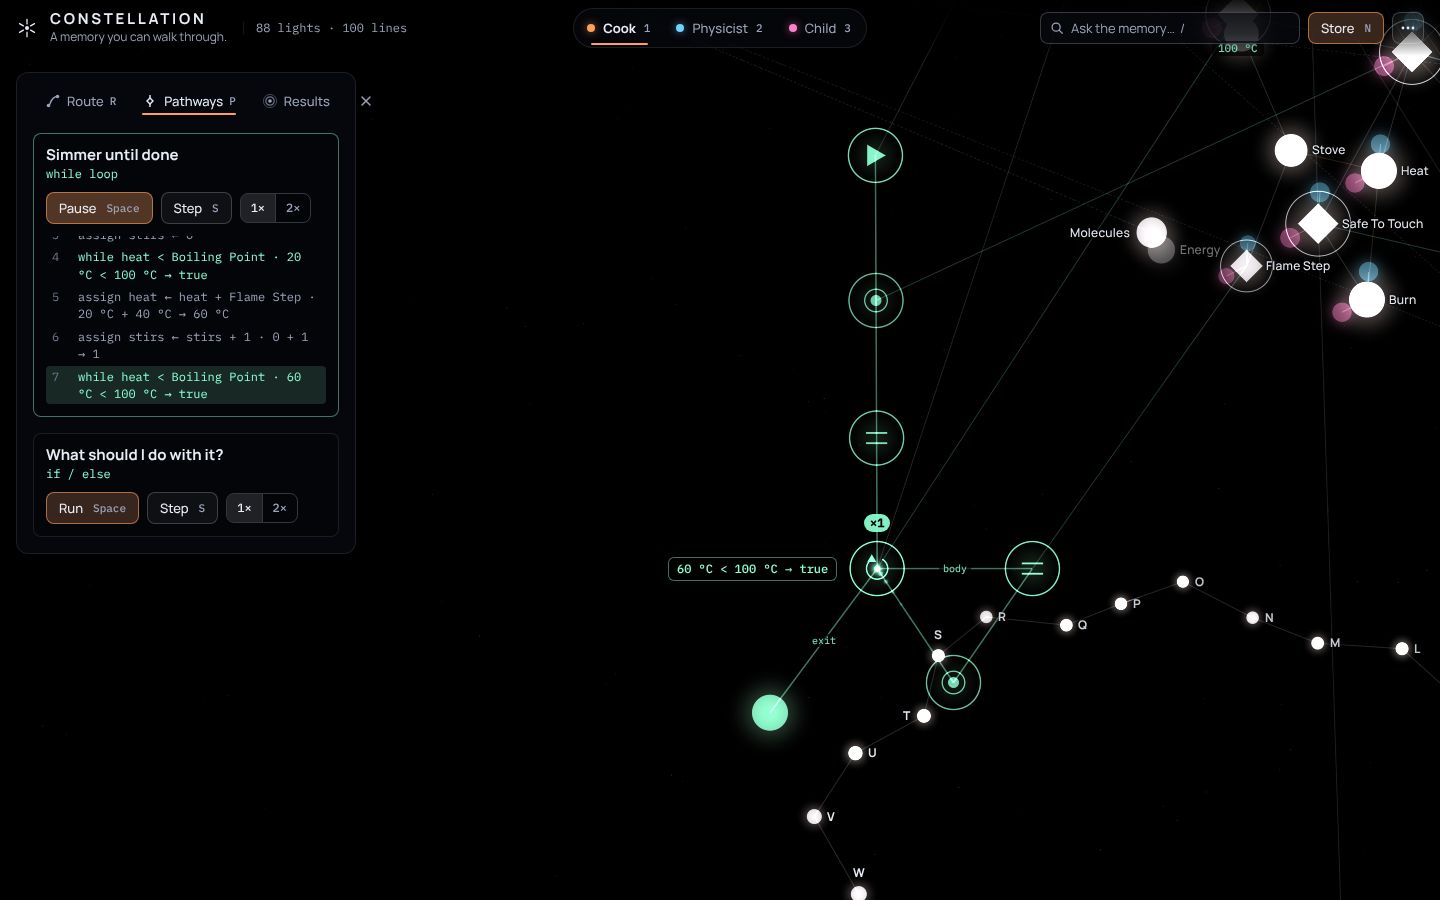 CONSTELLATION
A memory you can walk through.
88 lights · 100 lines
Cook 1
Physicist 2
Child 3
Ask the memory... /
Store N
100 °C
Route R
Pathways P
Results
Simmer until done
while loop
Pause Space
Step S
1×
2×
3 assign stirs ← 0
4 while heat < Boiling Point · 20
°C < 100 °C → true
5 assign heat ← heat + Flame Step ·
20 °C + 40 °C → 60 °C
6 assign stirs ← stirs + 1 · 0 + 1
→ 1
7 while heat < Boiling Point · 60
°C < 100 °C → true
What should I do with it?
if / else
Run Space
Step S
1×
2×
Stove
Heat
Molecules
Energy
Safe To Touch
Flame Step
Burn
×1
60 °C < 100 °C → true
body
exit
O
P
R
Q
N
S
M
L
T
U
V
W